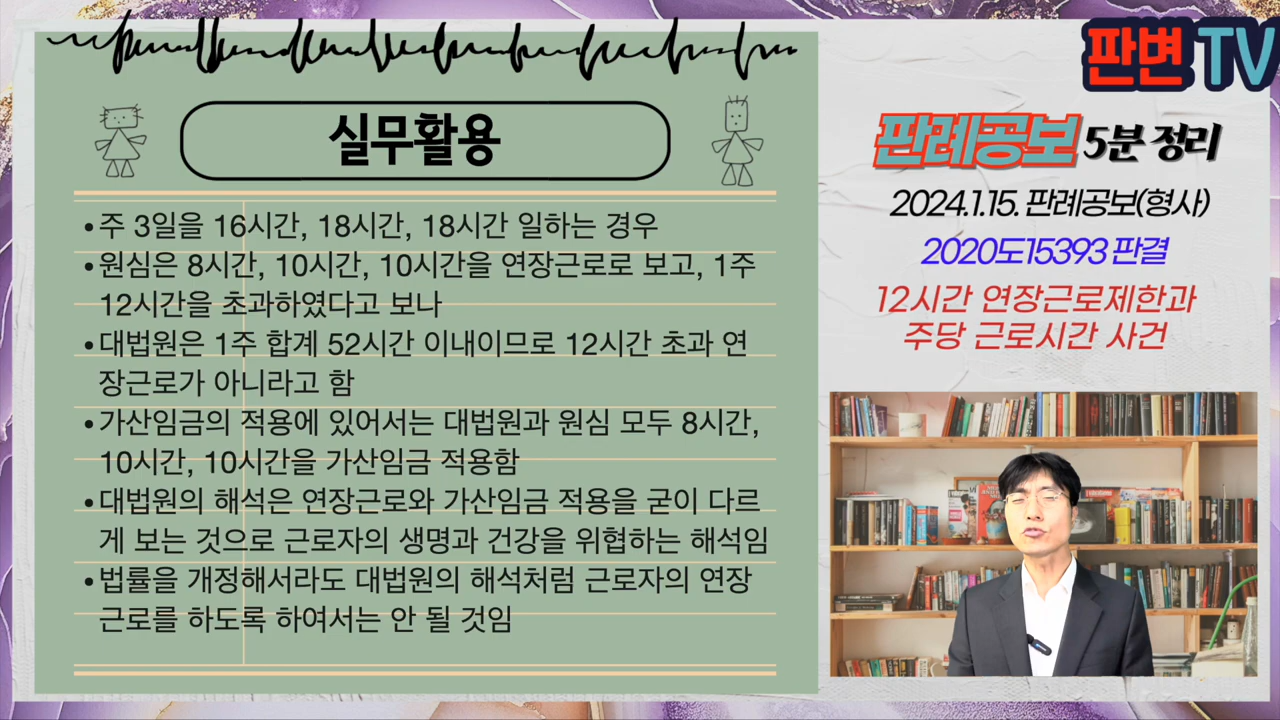 실무활용
• 주 3일을 16시간, 18시간, 18시간 일하는 경우
• 원심은 8시간, 10시간, 10시간을 연장근로로 보고, 1주
12시간을 초과하였다고 보나
• 대법원은 1주 합계 52시간 이내이므로 12시간 초과 연
장근로가 아니라고 함
• 가산임금의 적용에 있어서는 대법원과 원심 모두 8시간,
10시간, 10시간을 가산임금 적용함
• 대법원의 해석은 연장근로와 가산임금 적용을 굳이 다르
게 보는 것으로 근로자의 생명과 건강을 위협하는 해석임
• 법률을 개정해서라도 대법원의 해석처럼 근로자의 연장
근로를 하도록 하여서는 안 될 것임
판변 TV
판례공보 5분 정리
2024.1.15. 판례공보(형사)
2020도15393 판결
12시간 연장근로제한과
주당 근로시간 사건